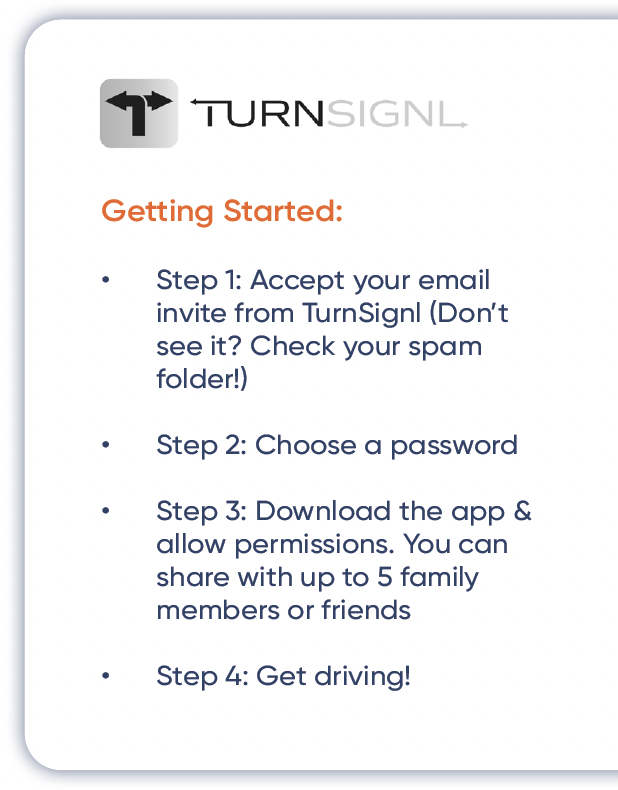 TURNSIGNL
Getting Started:
• Step 1: Accept your email
invite from TurnSignl (Don’t
see it? Check your spam
folder!)
• Step 2: Choose a password
• Step 3: Download the app &
allow permissions. You can
share with up to 5 family
members or friends
• Step 4: Get driving!